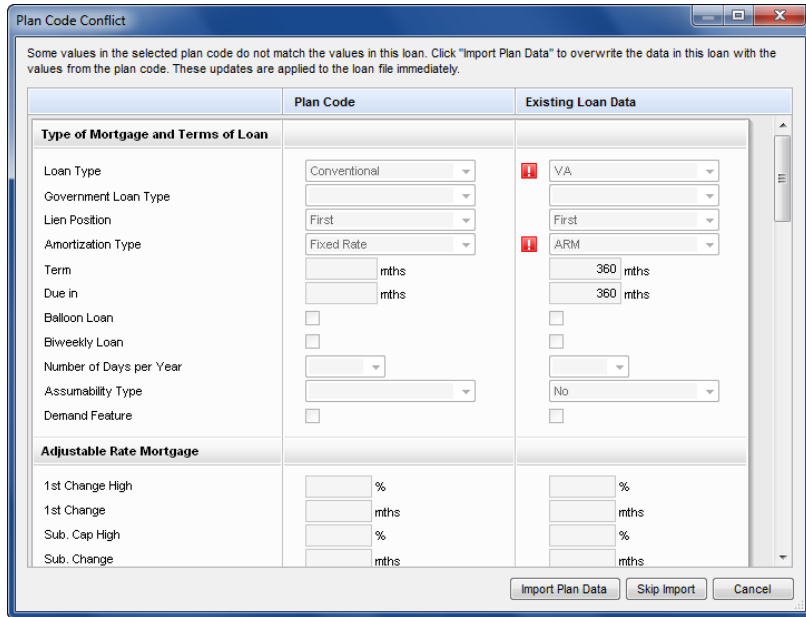 Plan Code Conflict
Some values in the selected plan code do not match the values in this loan. Click "Import Plan Data" to overwrite the data in this loan with the
values from the plan code. These updates are applied to the loan file immediately.
Plan Code Existing Loan Data
Type of Mortgage and Terms of Loan
Loan Type Conventional VA
Government Loan Type
Lien Position First First
Amortization Type Fixed Rate ARM
Term mths 360 mths
Due in mths 360 mths
Balloon Loan
Biweekly Loan
Number of Days per Year
Assumability Type No
Demand Feature
Adjustable Rate Mortgage
1st Change High % %
1st Change mths mths
Sub. Cap High % %
Sub. Change mths mths
Import Plan Data Skip Import Cancel